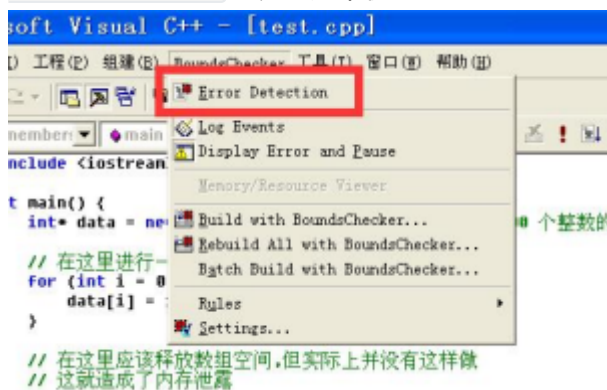 soft Visual C++ - [test.cpp]
) 工程(P) 组建(B) BoundsChecker 工具(T) 窗口(W) 帮助(H)
Error Detection
members main
Log Events
Display Error and Pause
nclude <iostream
Memory/Resource Viewer
t main() {
int* data = ne
Build with BoundsChecker...
个整数的
Rebuild All with BoundsChecker...
// 在这里进行一
Batch Build with BoundsChecker...
for (int i = 0
data[i] =
Rules
}
Settings...
// 在这里应该释放数组空间,但实际上并没有这样做
// 这就造成了内存泄露